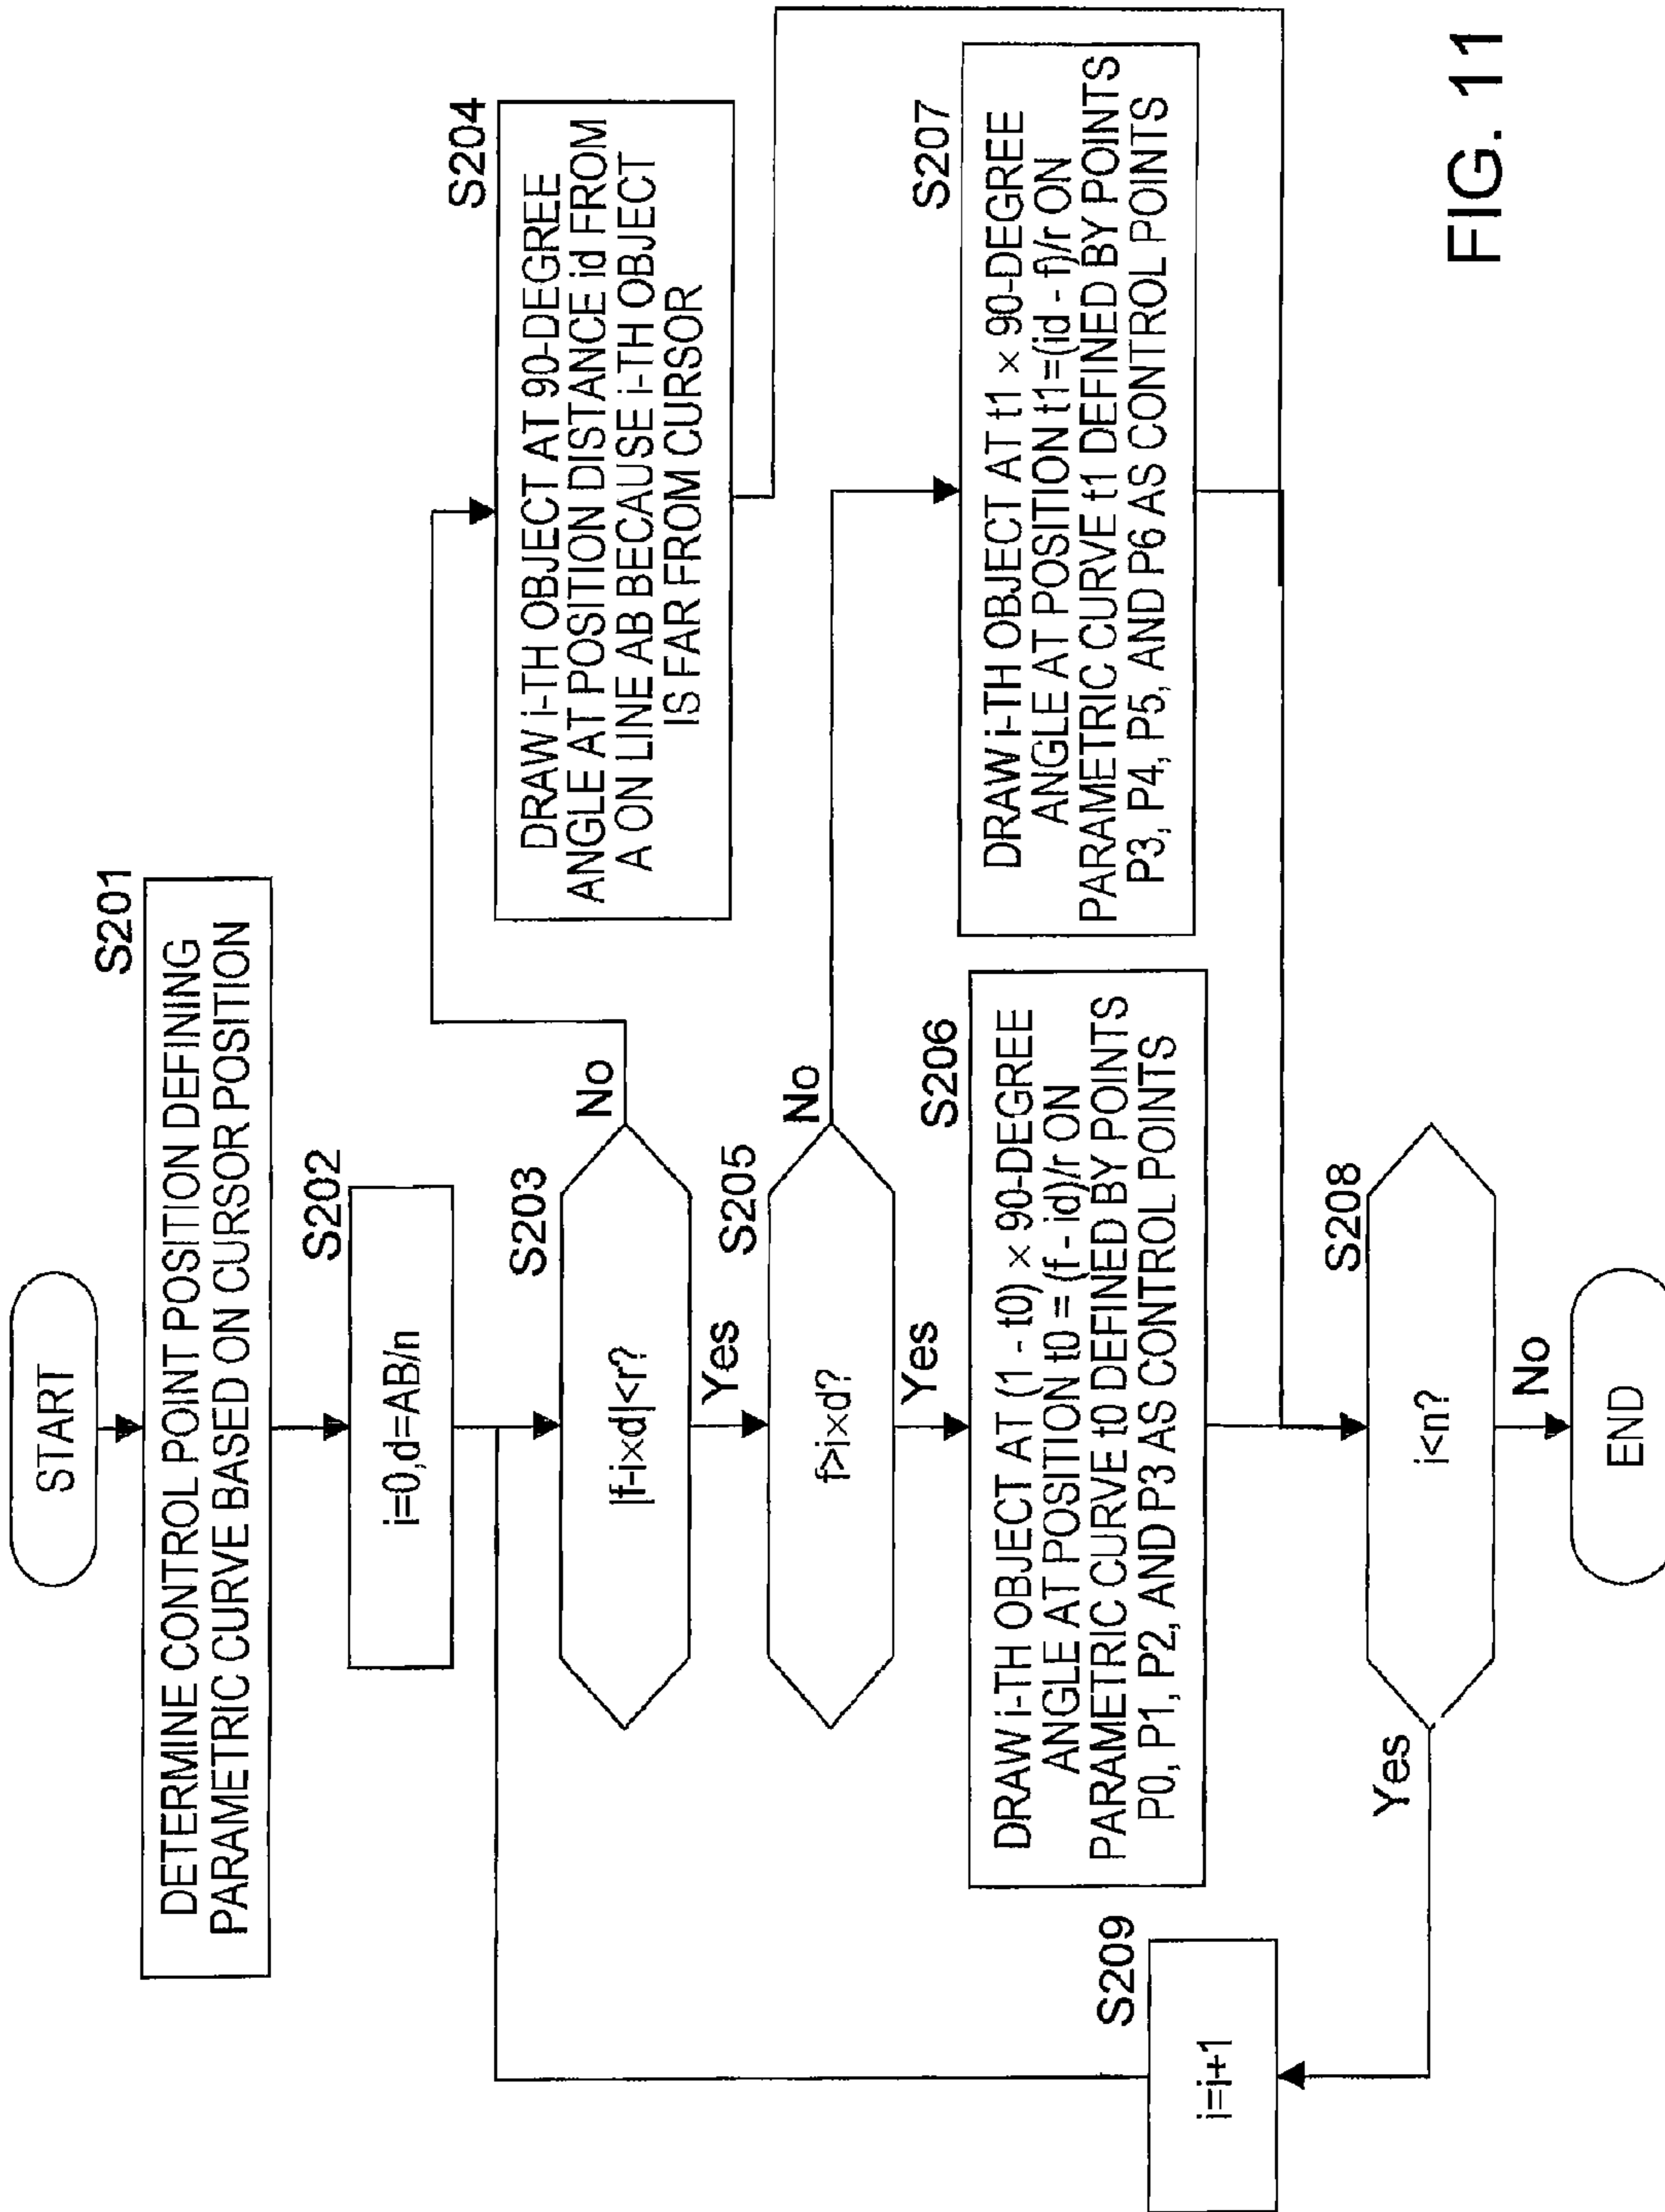 START
S201
DETERMINE CONTROL POINT POSITION DEFINING
PARAMETRIC CURVE BASED ON CURSOR POSITION
S202
i=0,d=AB/n
S203
|f-i×d|<r?
No
Yes
S204
DRAW i-TH OBJECT AT 90-DEGREE
ANGLE AT POSITION DISTANCE id FROM
A ON LINE AB BECAUSE i-TH OBJECT
IS FAR FROM CURSOR
S205
f>i×d?
No
Yes
S206
DRAW i-TH OBJECT AT (1 - t0) × 90-DEGREE
ANGLE AT POSITION t0 = (f - id)/r ON
PARAMETRIC CURVE t0 DEFINED BY POINTS
P0, P1, P2, AND P3 AS CONTROL POINTS
S207
DRAW i-TH OBJECT AT t1 × 90-DEGREE
ANGLE AT POSITION t1=(id - f)/r ON
PARAMETRIC CURVE t1 DEFINED BY POINTS
P3, P4, P5, AND P6 AS CONTROL POINTS
S208
i<n?
Yes
No
S209
i=i+1
END
FIG. 11